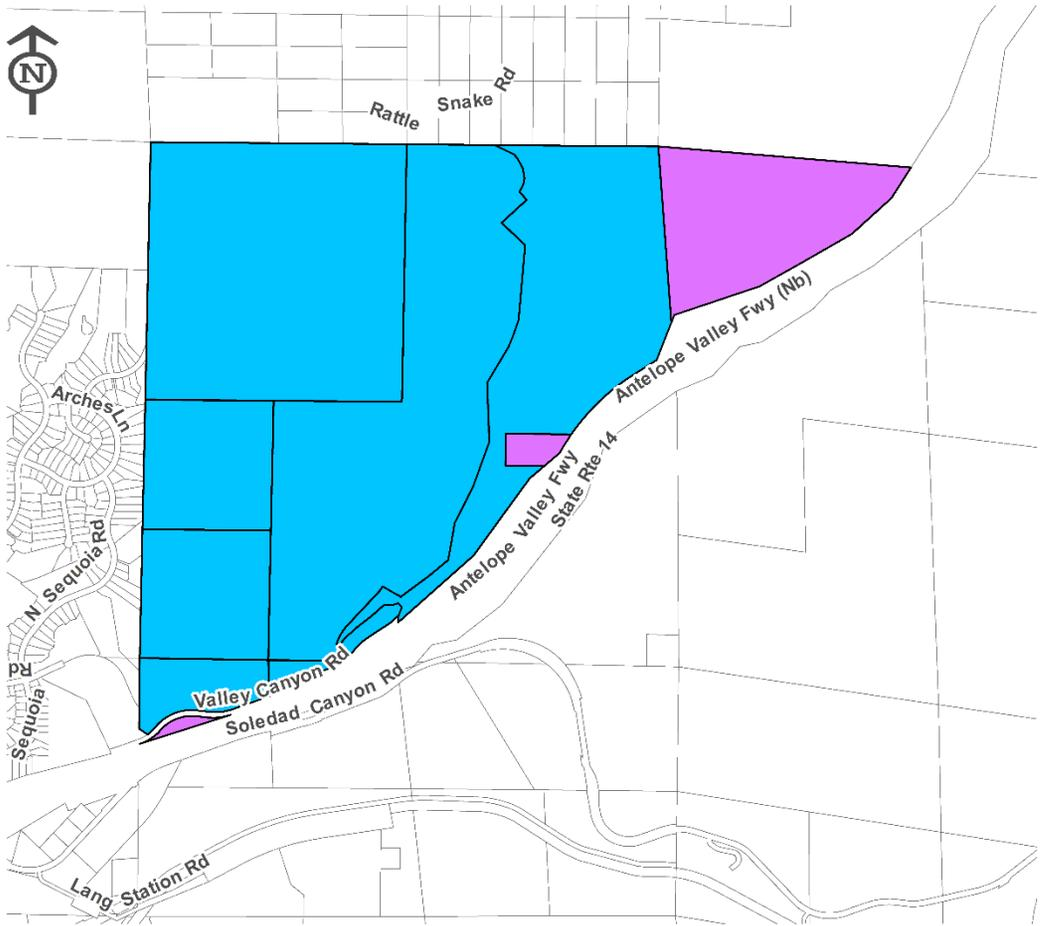 N
Rattle Snake Rd
Antelope Valley Fwy (Nb)
Arches Ln
Antelope Valley Fwy
State Rte 14
N Sequoia Rd
Valley Canyon Rd
Soledad Canyon Rd
Sequoia Rd
Lang Station Rd